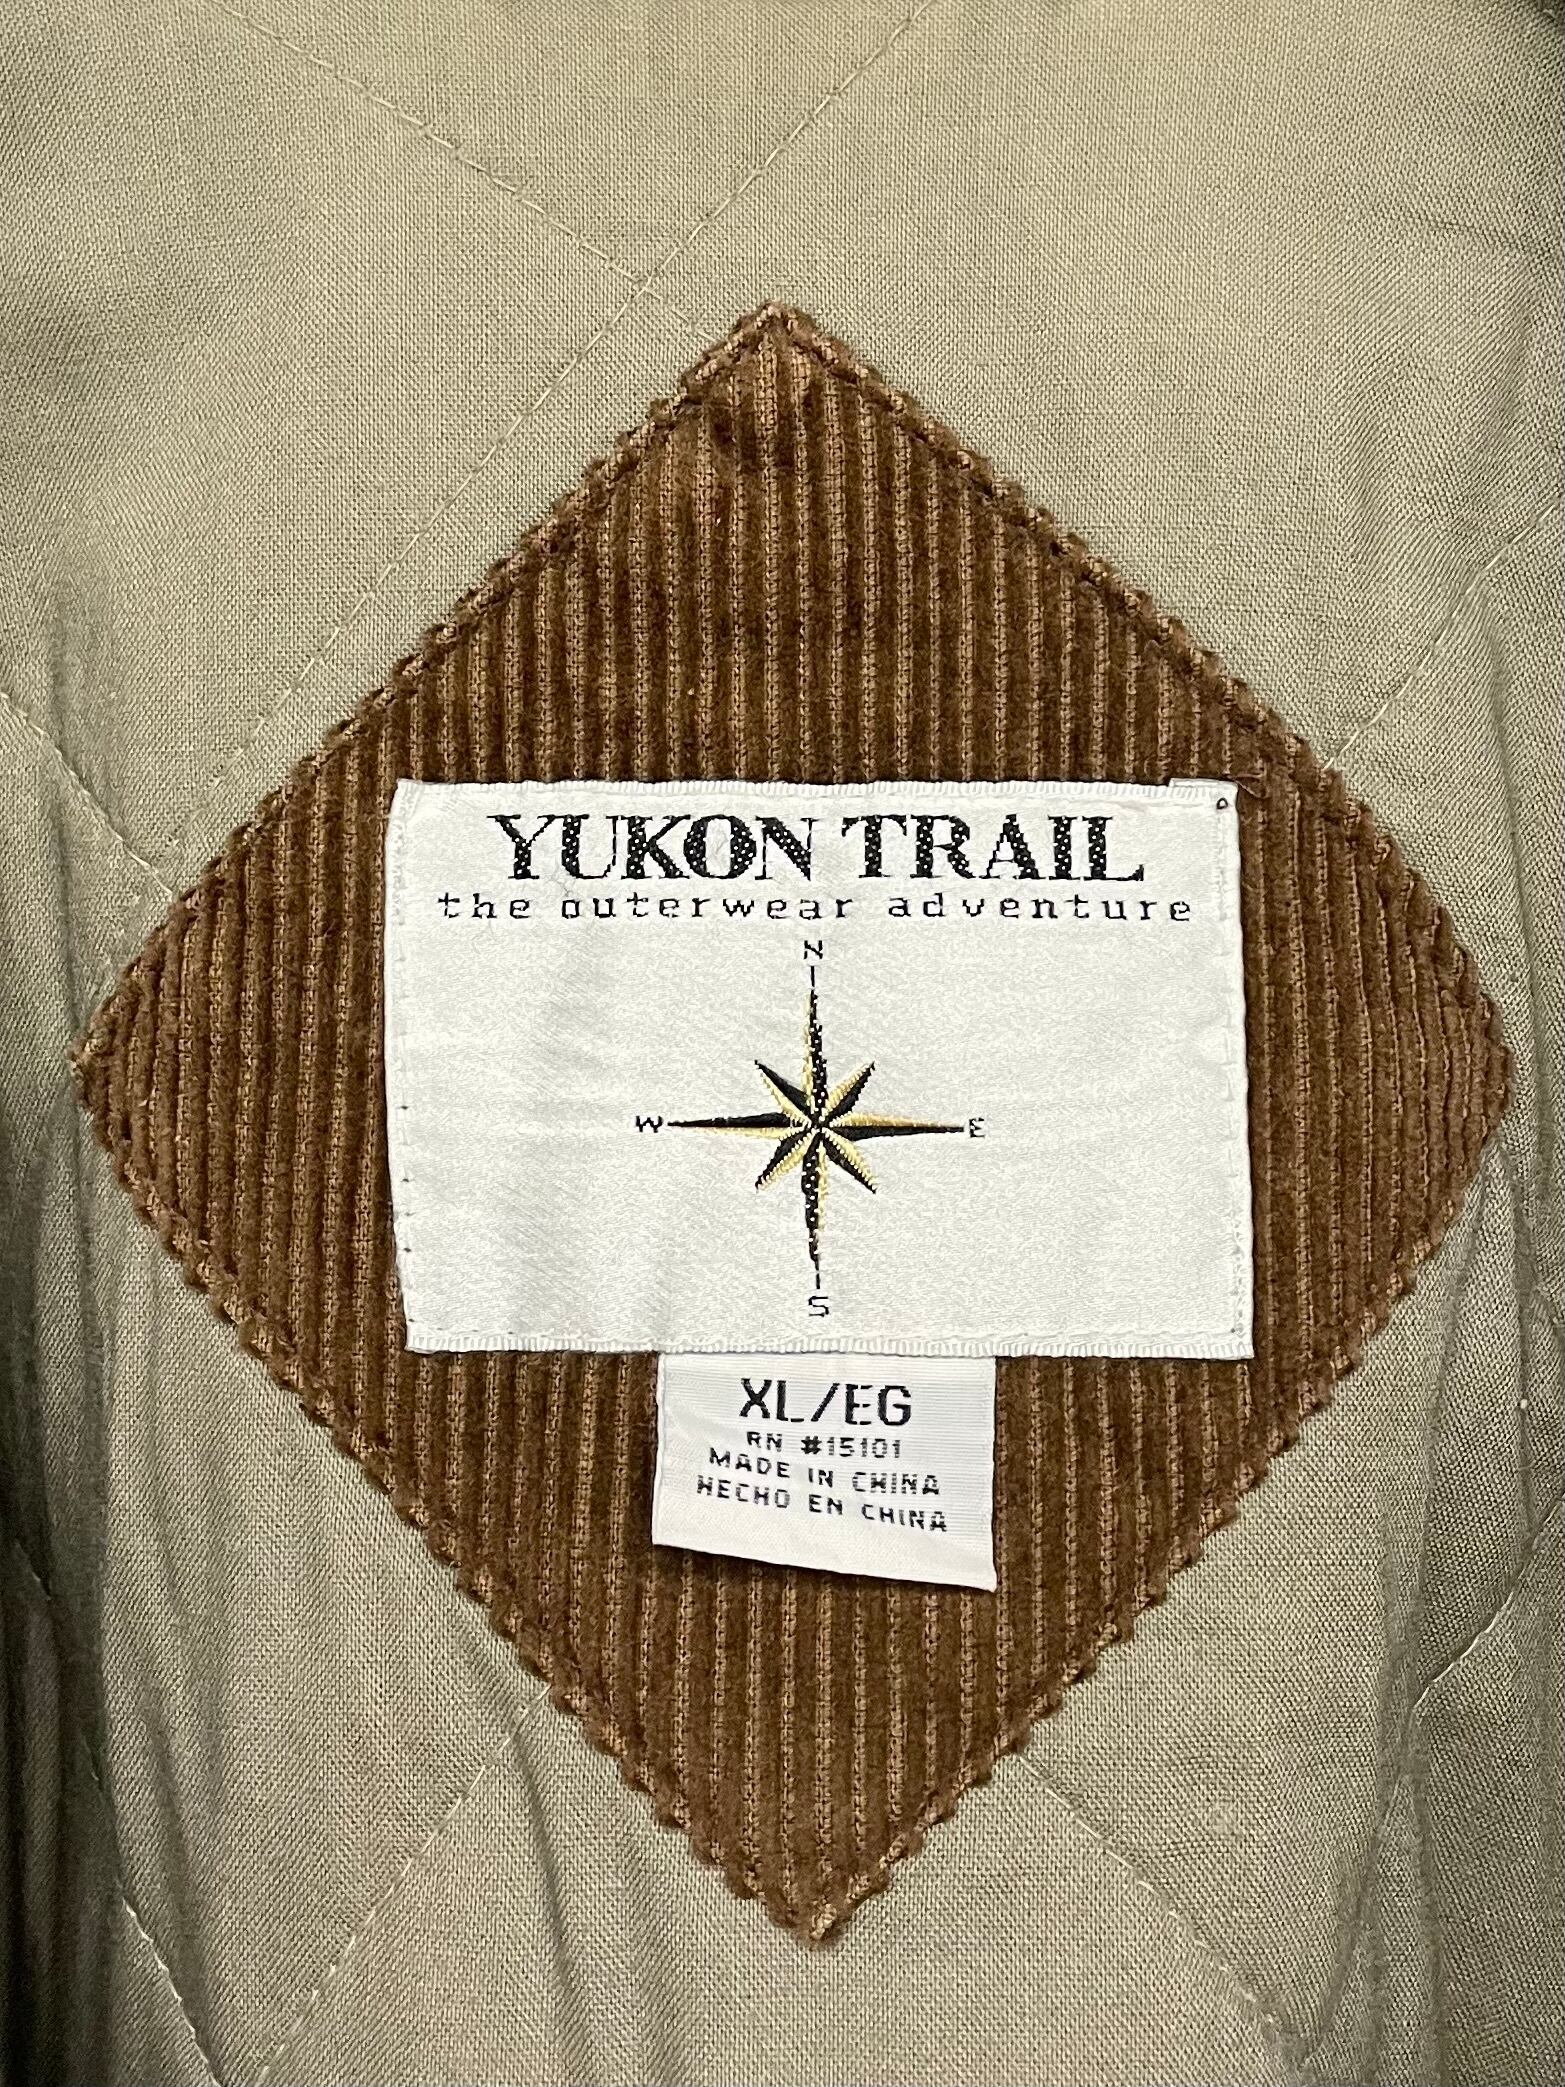 YUKON TRAIL
the outerwear adventure
N
W E
S
XL/EG
RN #15101
MADE IN CHINA
HECHO EN CHINA